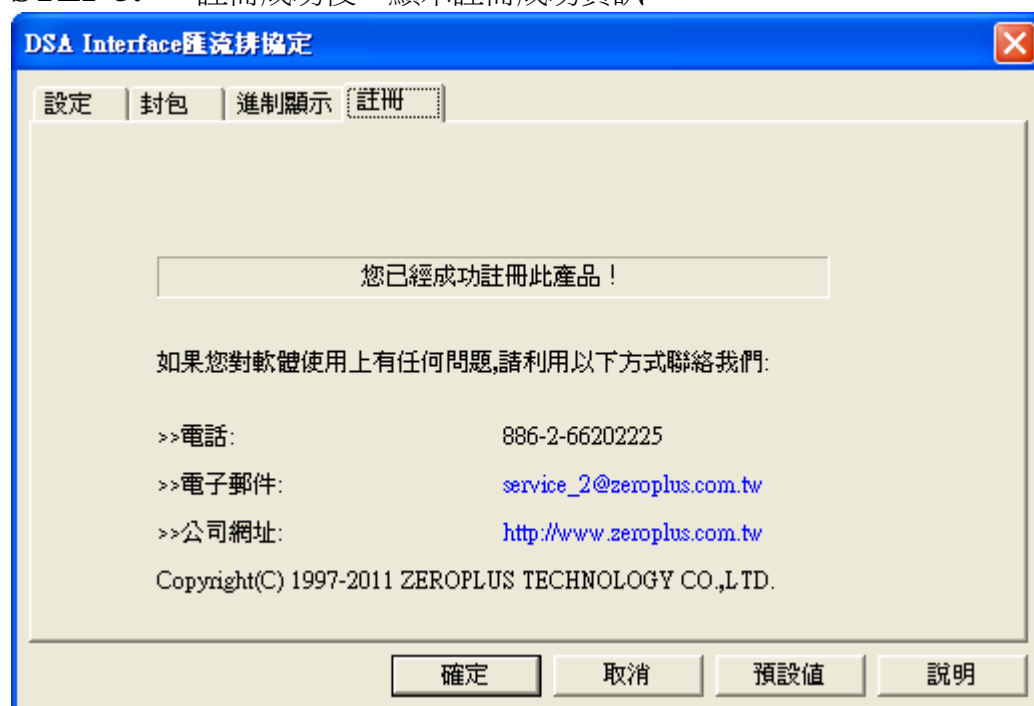 DSA Interface匯流排協定
設定 封包 進制顯示 註冊
您已經成功註冊此產品！
如果您對軟體使用上有任何問題,請利用以下方式聯絡我們:
>>電話: 886-2-66202225
>>電子郵件: service_2@zeroplus.com.tw
>>公司網址: http://www.zeroplus.com.tw
Copyright(C) 1997-2011 ZEROPLUS TECHNOLOGY CO.,LTD.
確定 取消 預設值 說明